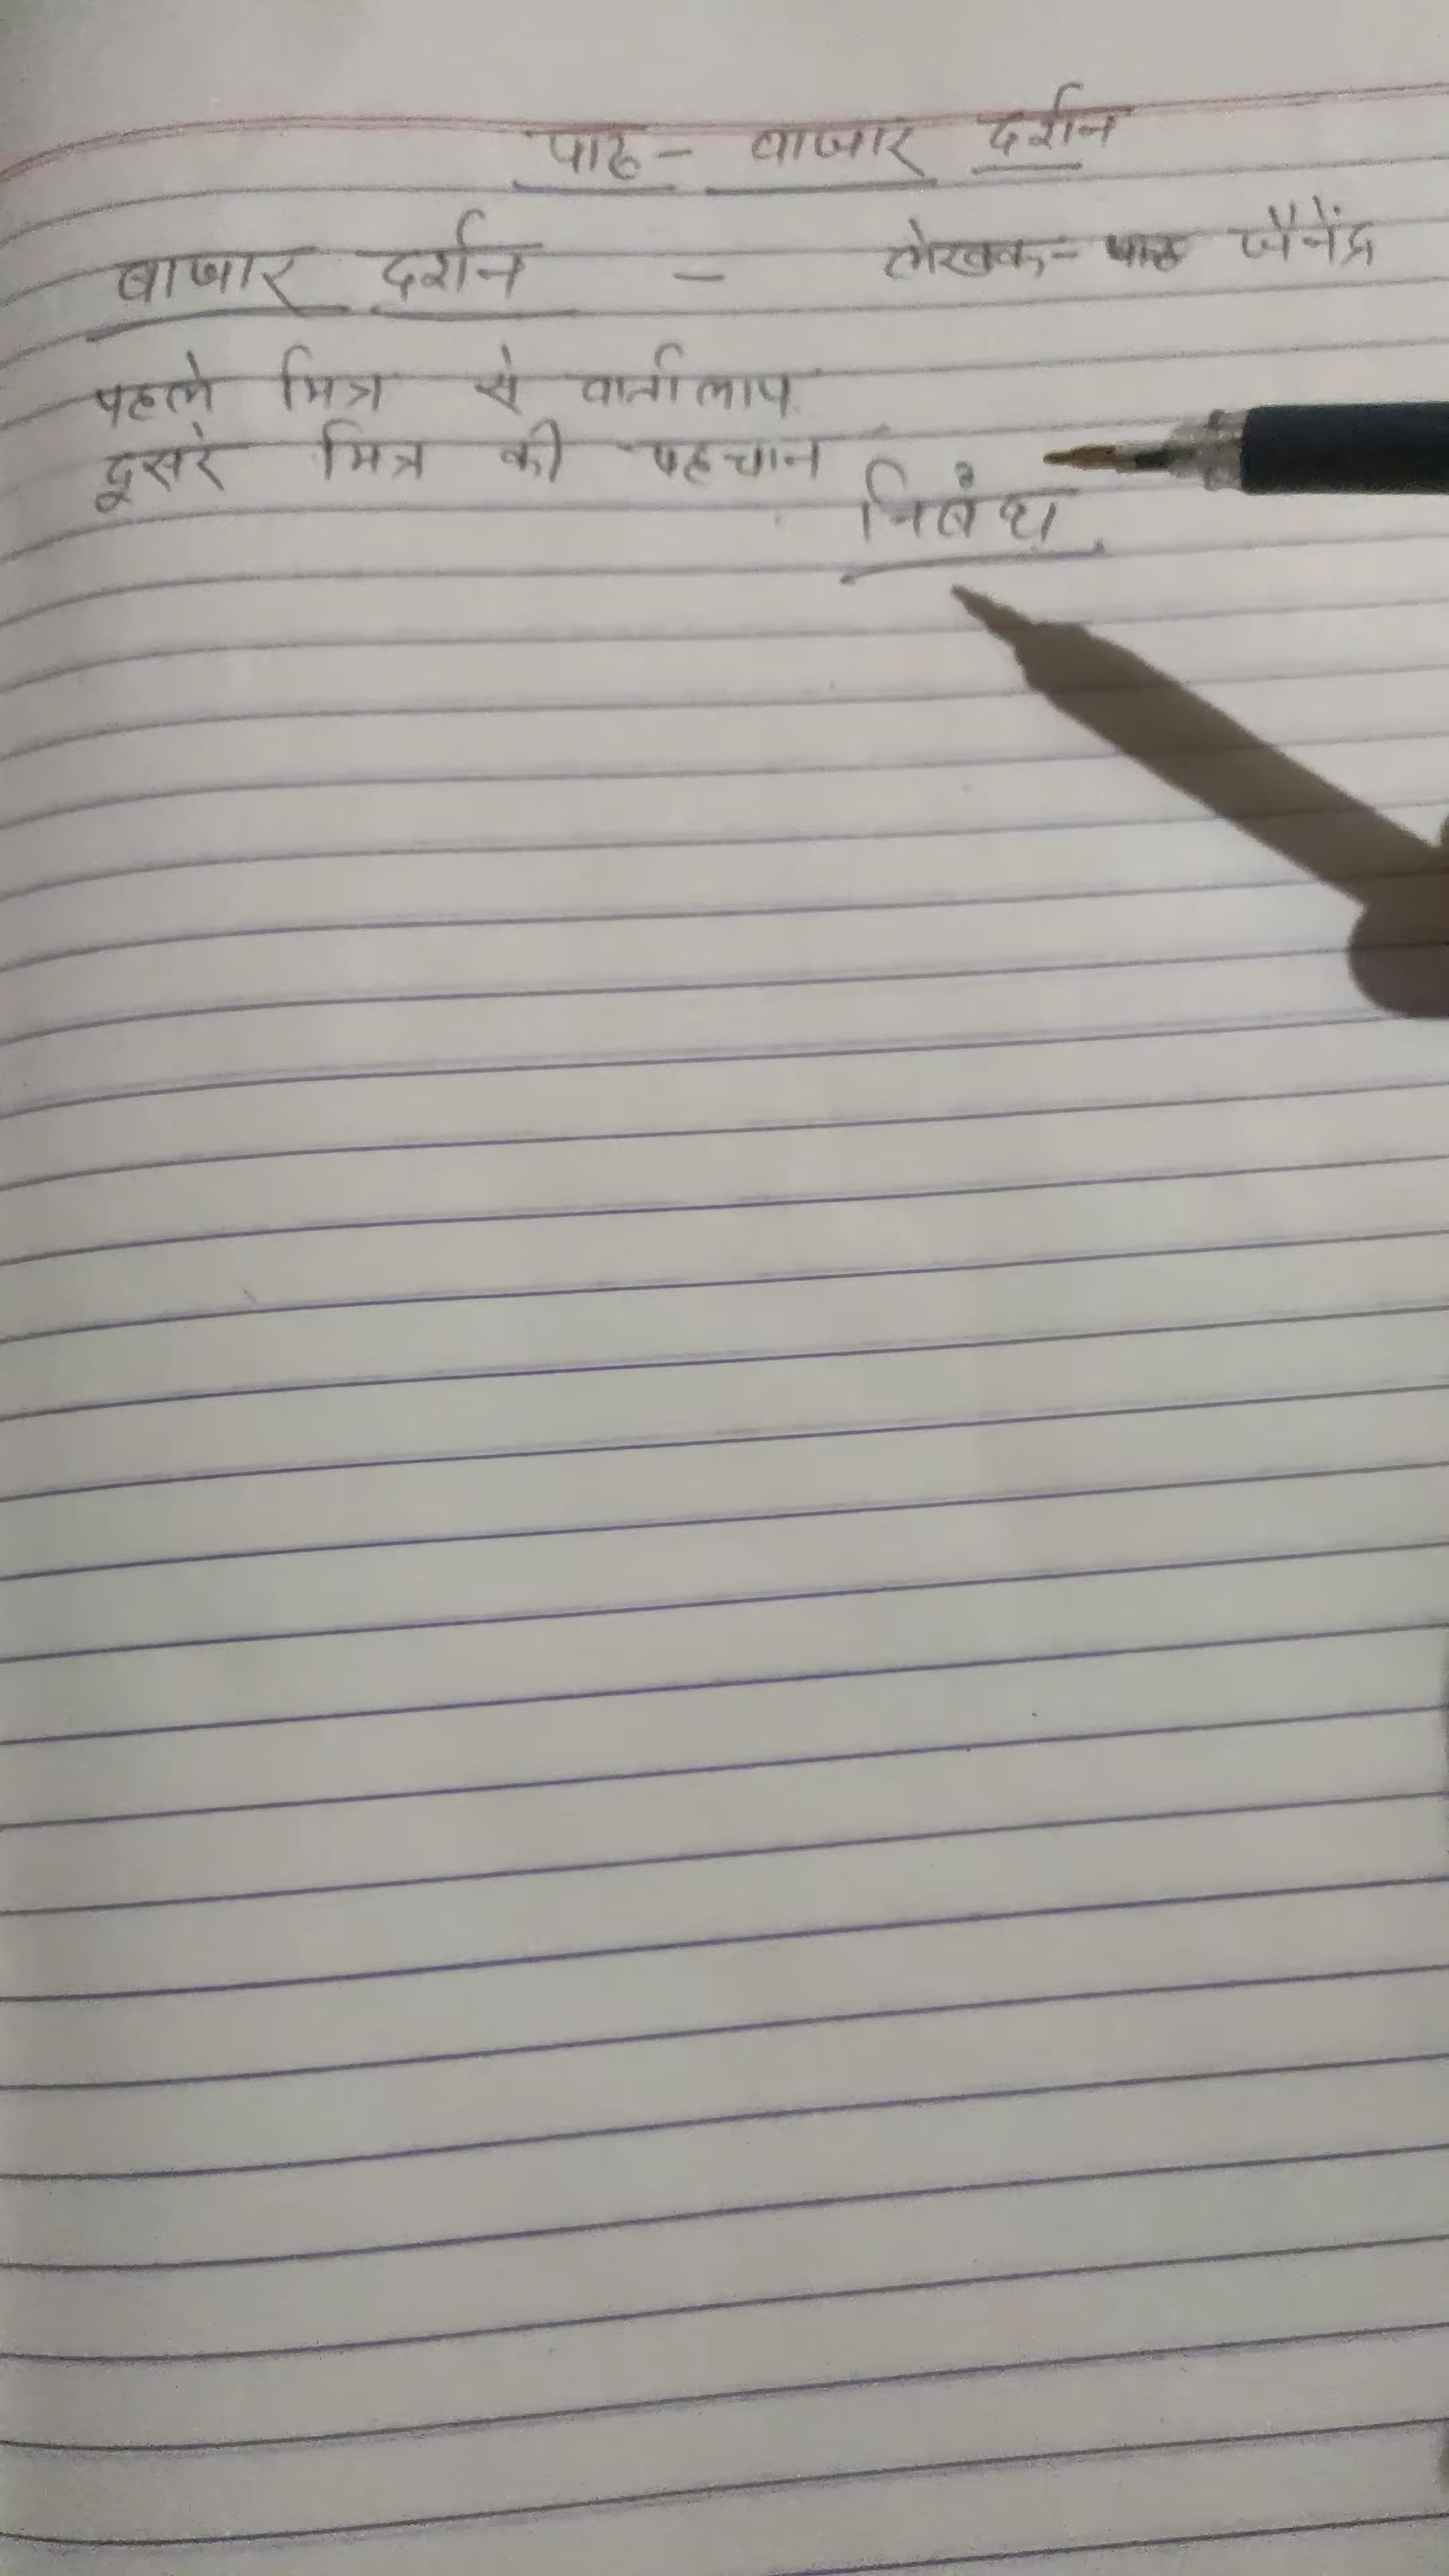 पाठ - बाजार दर्शन
बाजार दर्शन - लेखक - जैनेंद्र
पहले मित्र से वार्तालाप
दूसरे मित्र की पहचान
निबंध